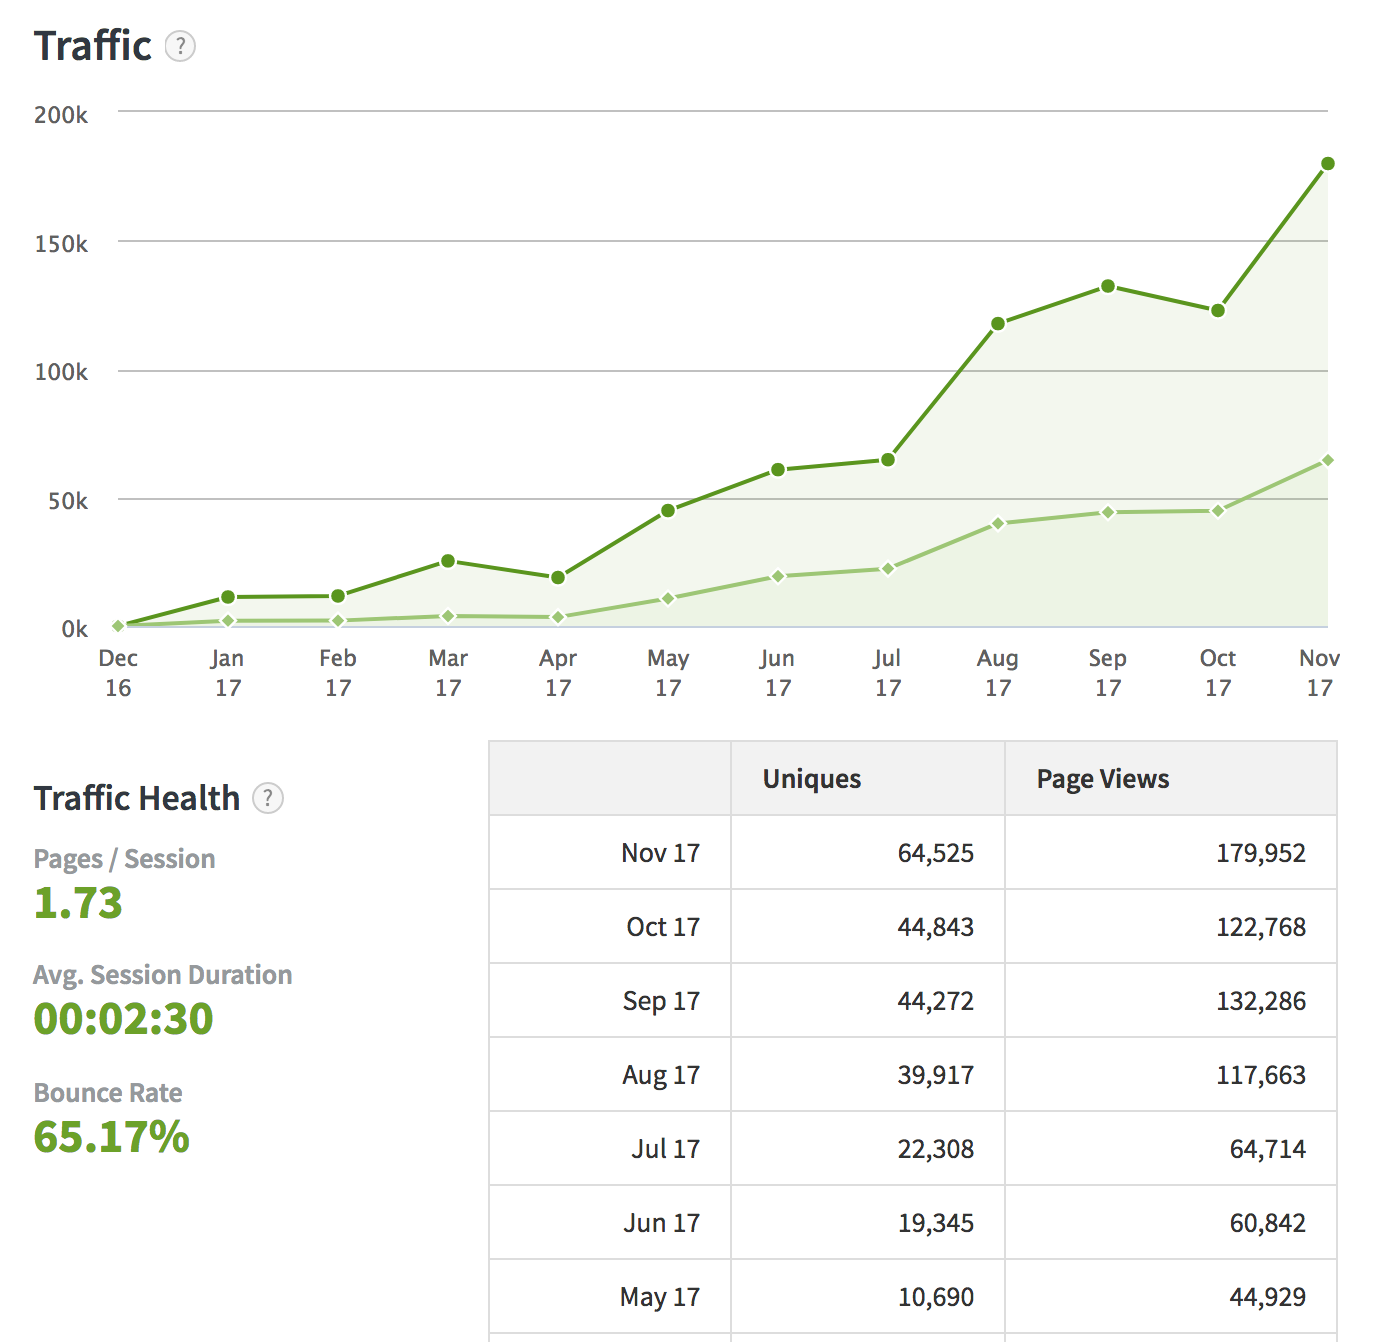 Traffic ?
200k
150k
100k
50k
0k
Dec Jan Feb Mar Apr May Jun Jul Aug Sep Oct Nov
16 17 17 17 17 17 17 17 17 17 17 17
Traffic Health ?
Pages / Session
1.73
Avg. Session Duration
00:02:30
Bounce Rate
65.17%
Uniques Page Views
Nov 17 64,525 179,952
Oct 17 44,843 122,768
Sep 17 44,272 132,286
Aug 17 39,917 117,663
Jul 17 22,308 64,714
Jun 17 19,345 60,842
May 17 10,690 44,929